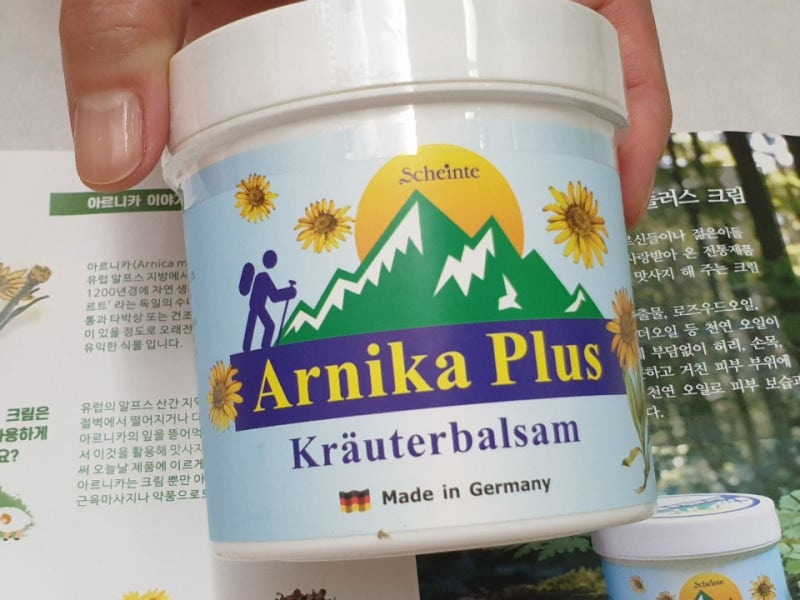 Scheinte
Arnika Plus
Kräuterbalsam
Made in Germany
아르니카 이야기
아르니카(Arnica m
유럽 알프스 지방에서
1200년경에 자연 생
르트' 라는 독일의 수녀
통과 타박상 또는 건조
이 있을 정도로 오래전
유익한 식물 입니다.
크림은
사용하게
요?
유럽의 알프스 산간 지역
절벽에서 떨어지거나 다
아르니카의 잎을 뜯어먹
서 이것을 활용해 맛사지
써 오늘날 제품에 이르게
아르니카는 크림 뿐만 아
근육마사지나 약품으로도
플러스 크림
르신들이나 젊은이들
사랑받아 온 전통제품
맛사지 해 주는 크림
출물, 로즈우드오일,
더오일 등 천연 오일이
부담없이 허리, 손목,
하고 거친 피부 부위에
천연 오일로 피부 보습과
다.
Scheinte